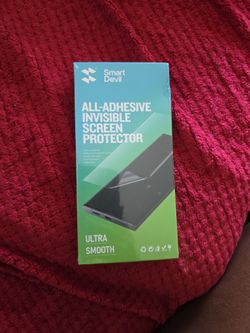 Smart
Devil
ALL-ADHESIVE
INVISIBLE
SCREEN
PROTECTOR
ULTRA
SMOOTH